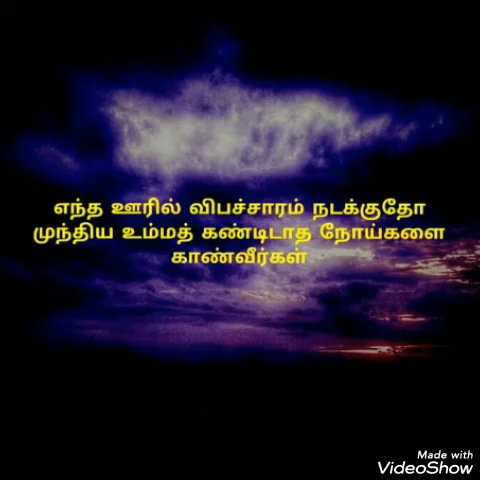 எந்த ஊரில் விபச்சாரம் நடக்குதோ
முந்திய உம்மத் கண்டிடாத நோய்களை
காண்வீர்கள்
Made with
VideoShow